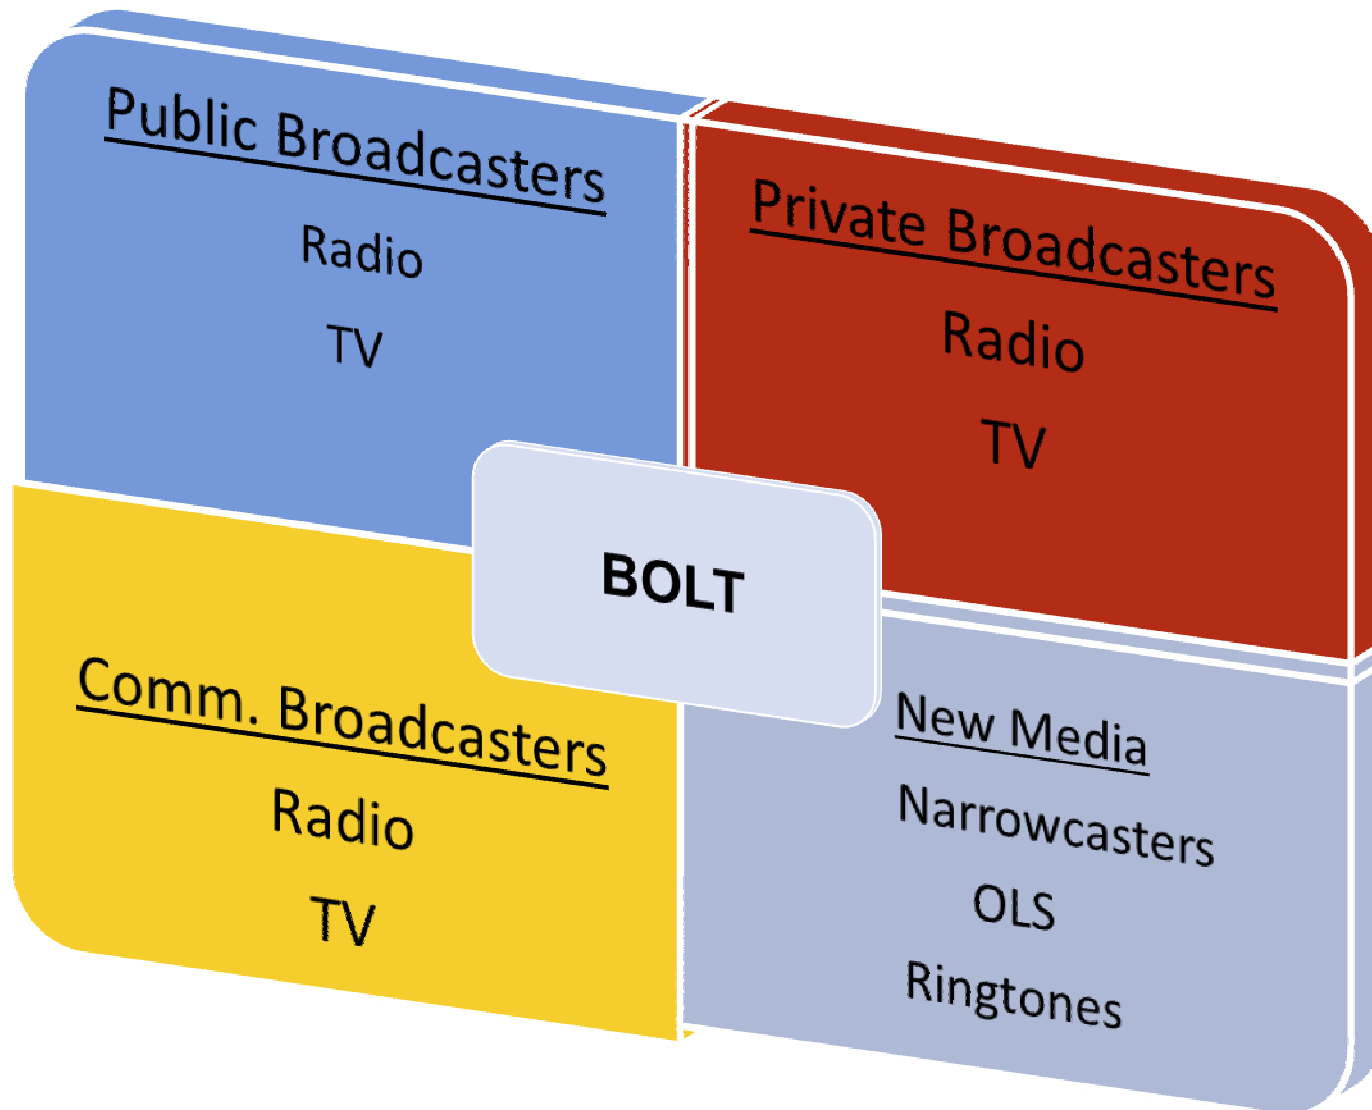 Public Broadcasters
Radio
TV
Private Broadcasters
Radio
TV
BOLT
Comm. Broadcasters
Radio
TV
New Media
Narrowcasters
OLS
Ringtones